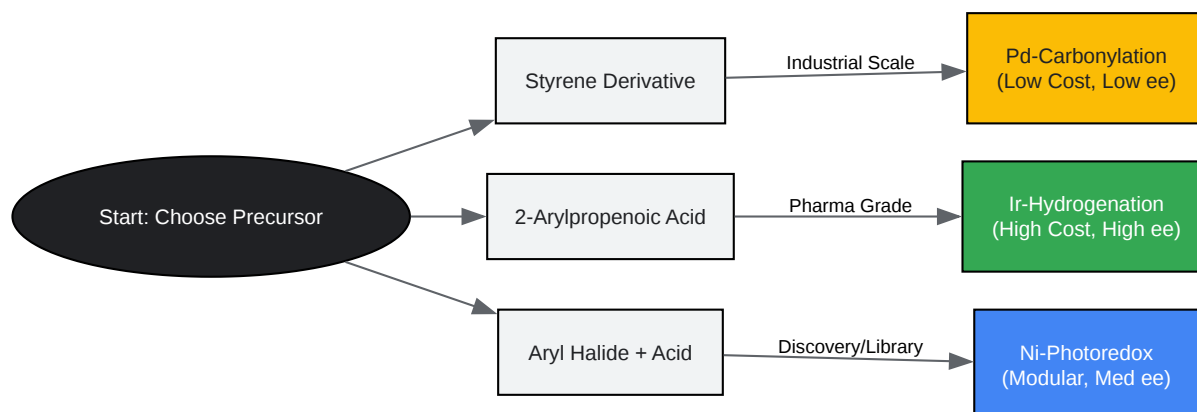 Start: Choose Precursor
Styrene Derivative
Industrial Scale
Pd-Carbonylation
(Low Cost, Low ee)
2-Arylpropenoic Acid
Pharma Grade
Ir-Hydrogenation
(High Cost, High ee)
Aryl Halide + Acid
Discovery/Library
Ni-Photoredox
(Modular, Med ee)